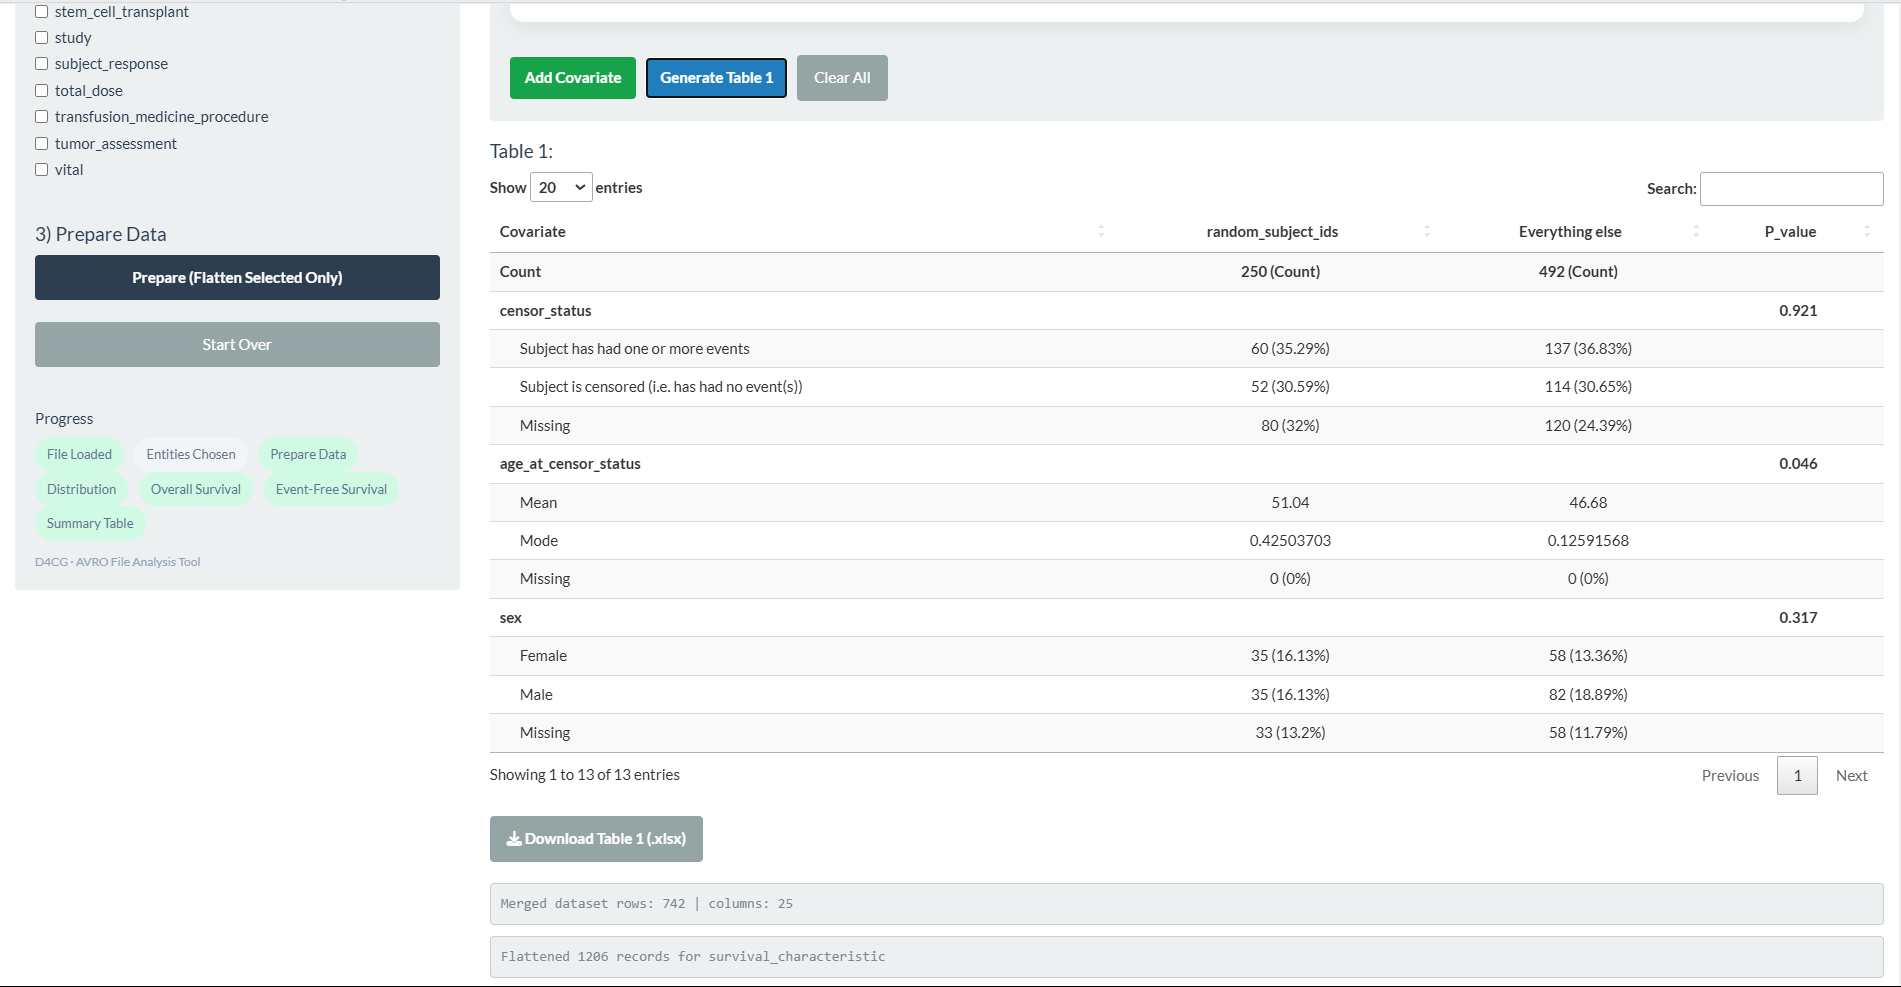 stem_cell_transplant
study
subject_response
total_dose
transfusion_medicine_procedure
tumor_assessment
vital
3) Prepare Data
Prepare (Flatten Selected Only)
Start Over
Progress
File Loaded Entities Chosen Prepare Data
Distribution Overall Survival Event-Free Survival
Summary Table
D4CG · AVRO File Analysis Tool
Add Covariate Generate Table 1 Clear All
Table 1:
Show 20 entries Search:
Covariate random_subject_ids Everything else P_value
Count 250 (Count) 492 (Count)
censor_status 0.921
Subject has had one or more events 60 (35.29%) 137 (36.83%)
Subject is censored (i.e. has had no event(s)) 52 (30.59%) 114 (30.65%)
Missing 80 (32%) 120 (24.39%)
age_at_censor_status 0.046
Mean 51.04 46.68
Mode 0.42503703 0.12591568
Missing 0 (0%) 0 (0%)
sex 0.317
Female 35 (16.13%) 58 (13.36%)
Male 35 (16.13%) 82 (18.89%)
Missing 33 (13.2%) 58 (11.79%)
Showing 1 to 13 of 13 entries Previous 1 Next
Download Table 1 (.xlsx)
Merged dataset rows: 742 | columns: 25
Flattened 1206 records for survival_characteristic